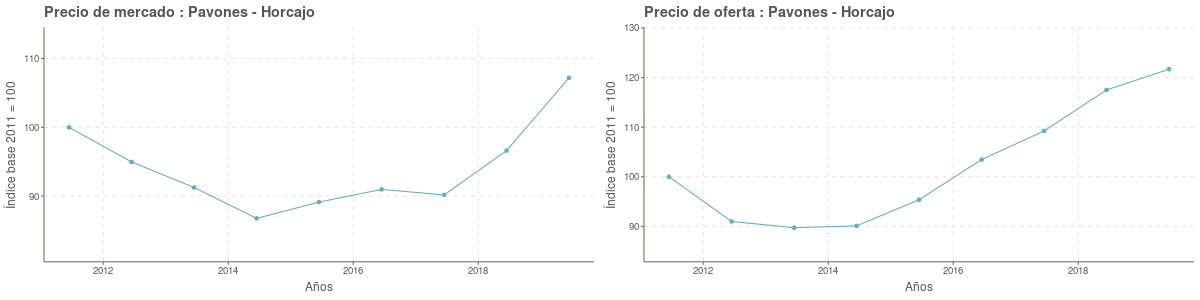 Precio de mercado : Pavones - Horcajo
110
100
90
Índice base 2011 = 100
2012 2014 2016 2018
Años
Precio de oferta : Pavones - Horcajo
130
120
110
100
90
Índice base 2011 = 100
2012 2014 2016 2018
Años